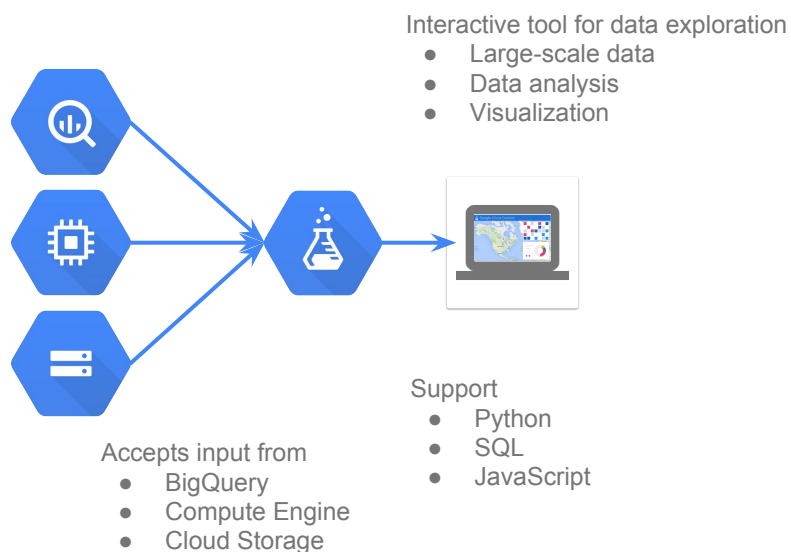 Interactive tool for data exploration
● Large-scale data
● Data analysis
● Visualization
Support
● Python
● SQL
● JavaScript
Accepts input from
● BigQuery
● Compute Engine
● Cloud Storage